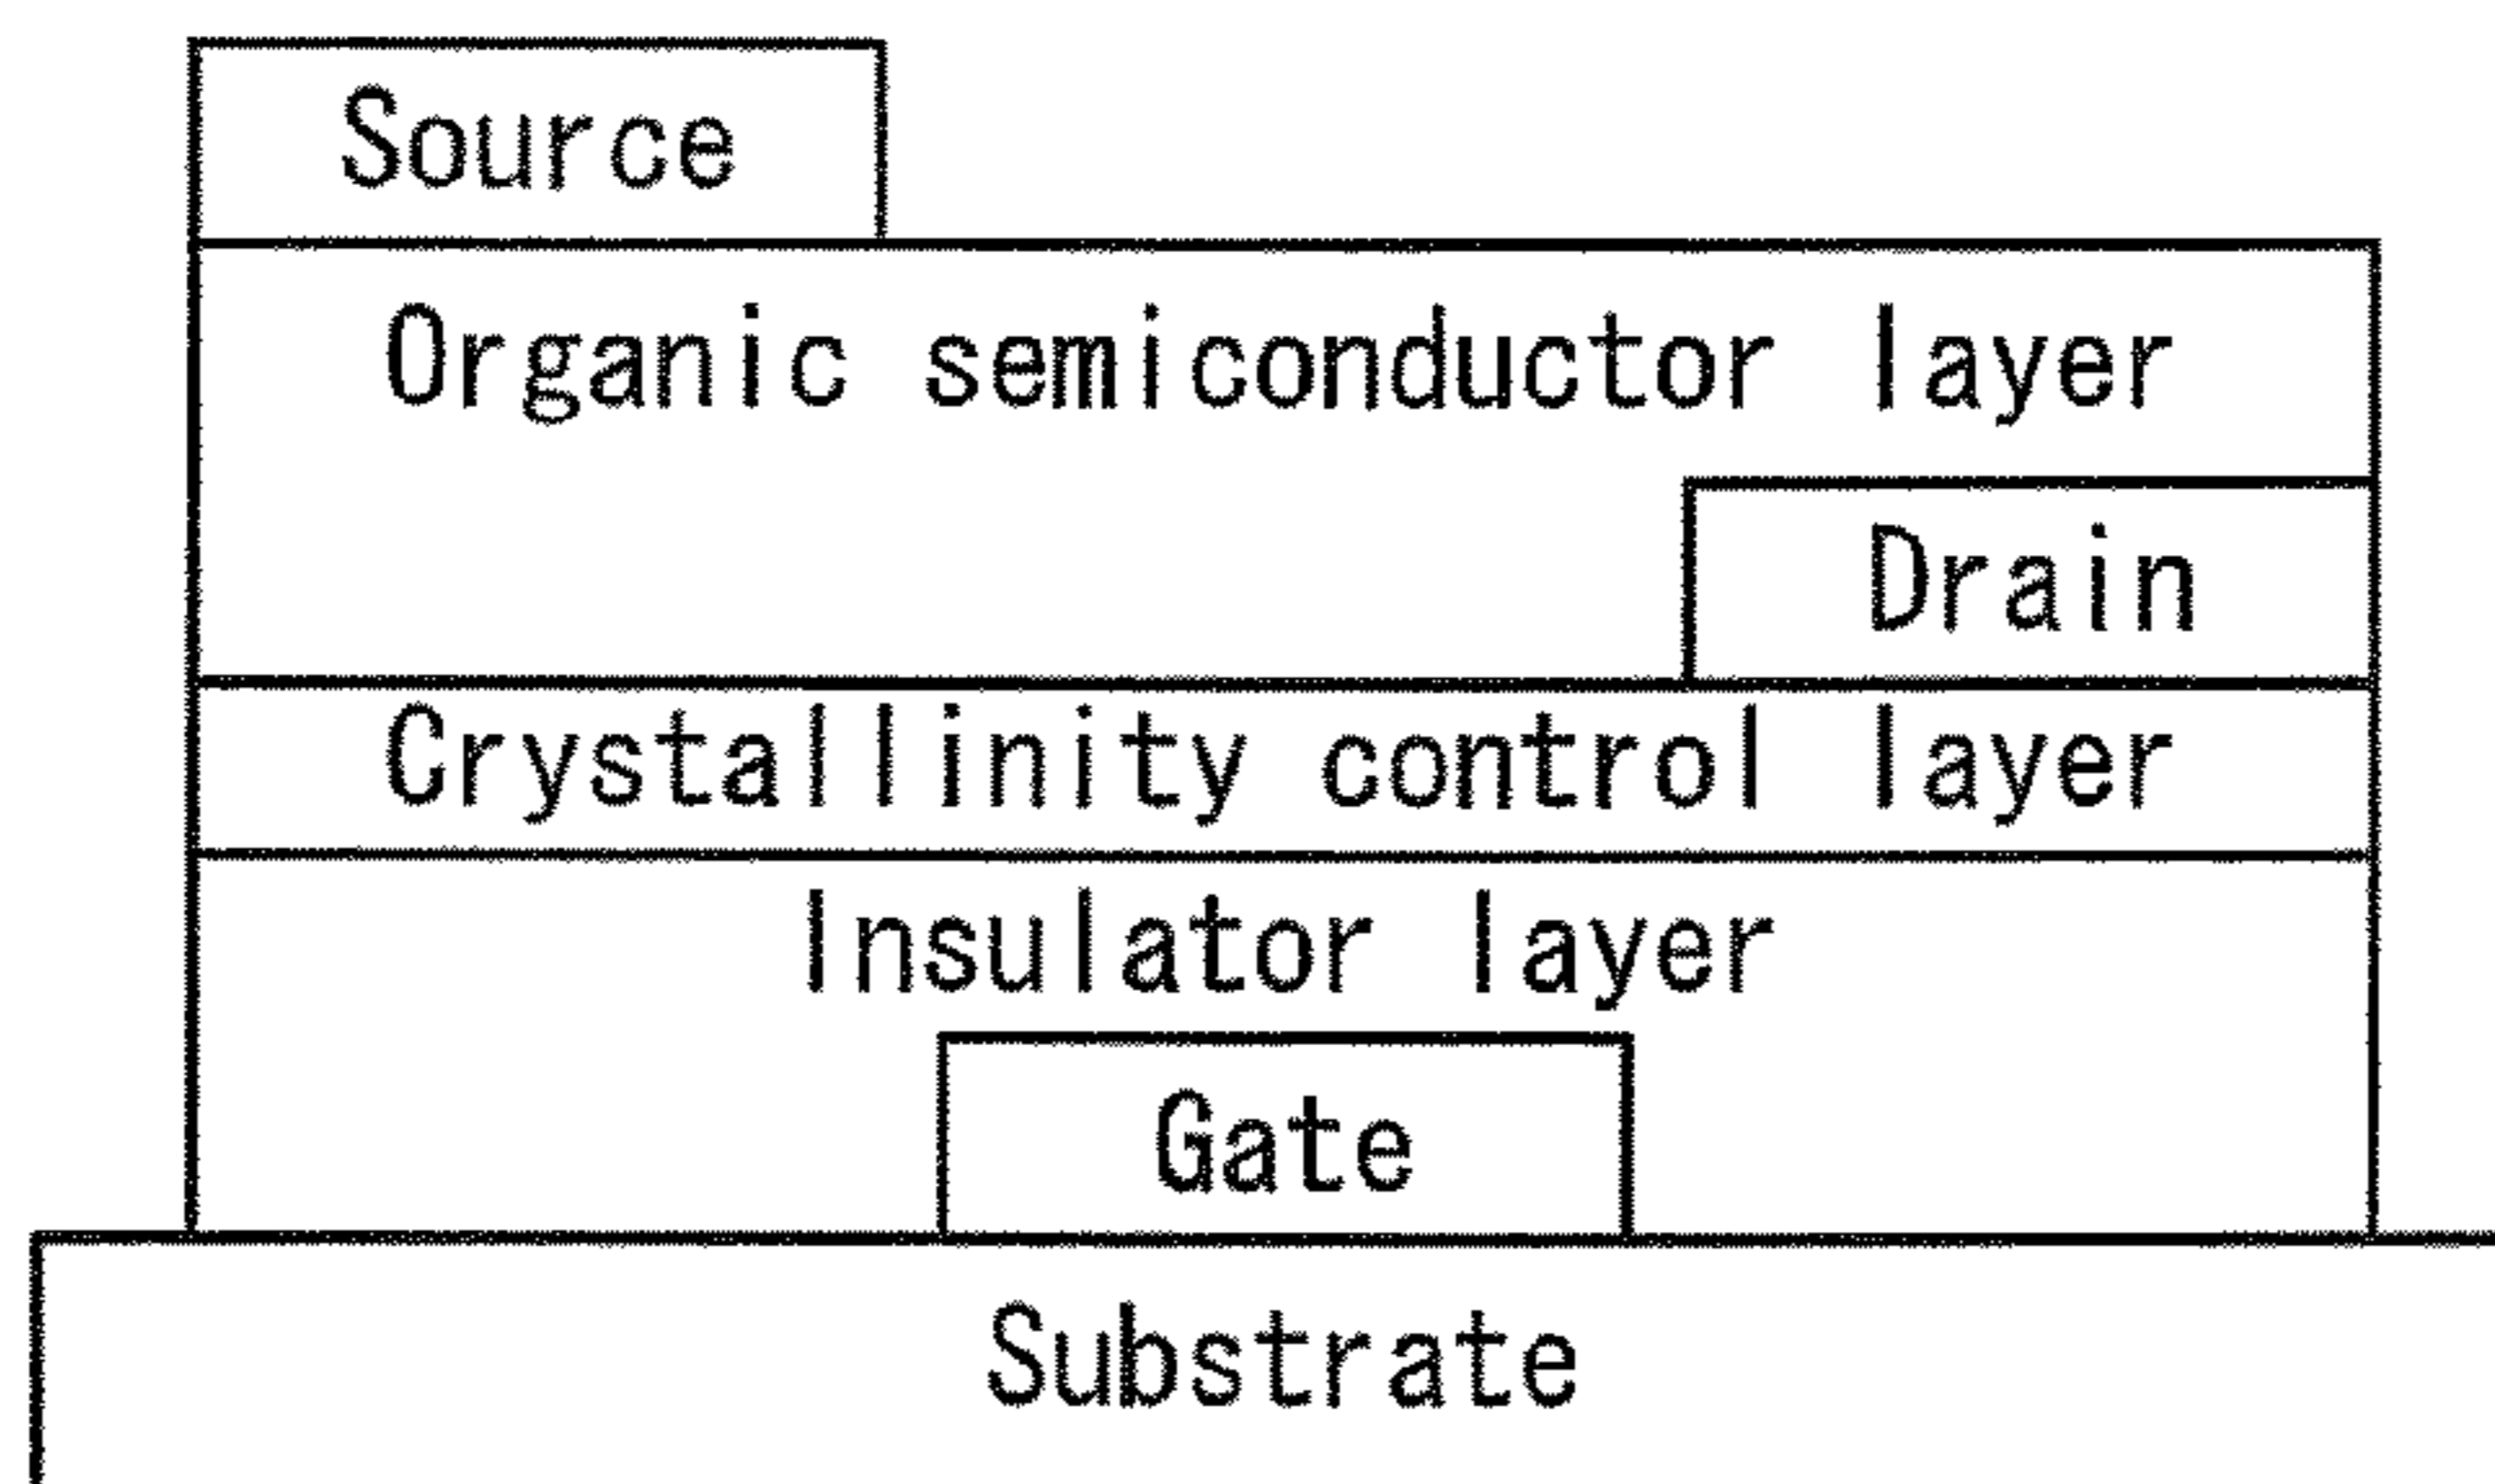 Source
Organic semiconductor layer
Drain
Crystallinity control layer
Insulator layer
Gate
Substrate